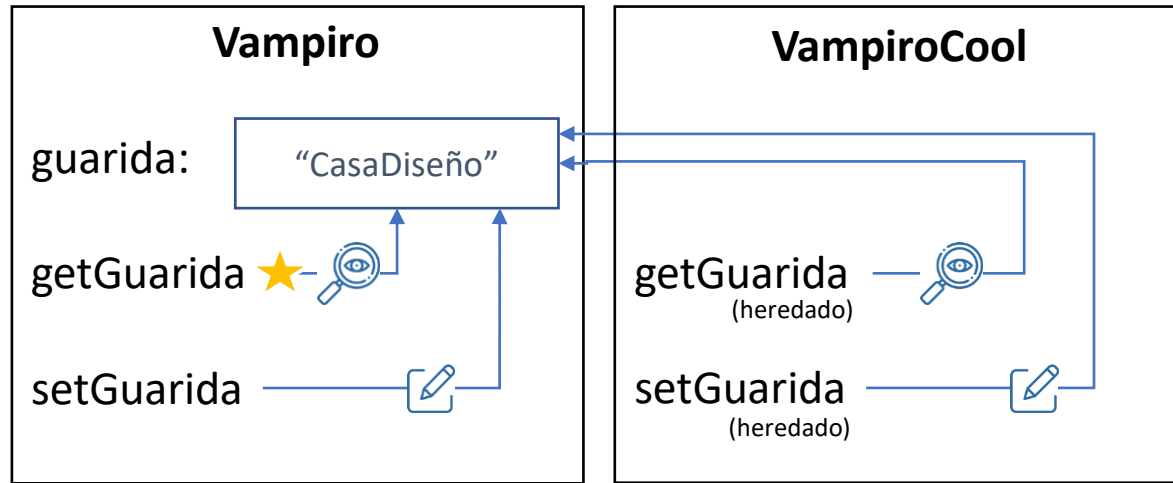 Vampiro
guarida:
“CasaDiseño”
getGuarida
setGuarida
VampiroCool
getGuarida
(heredado)
setGuarida
(heredado)